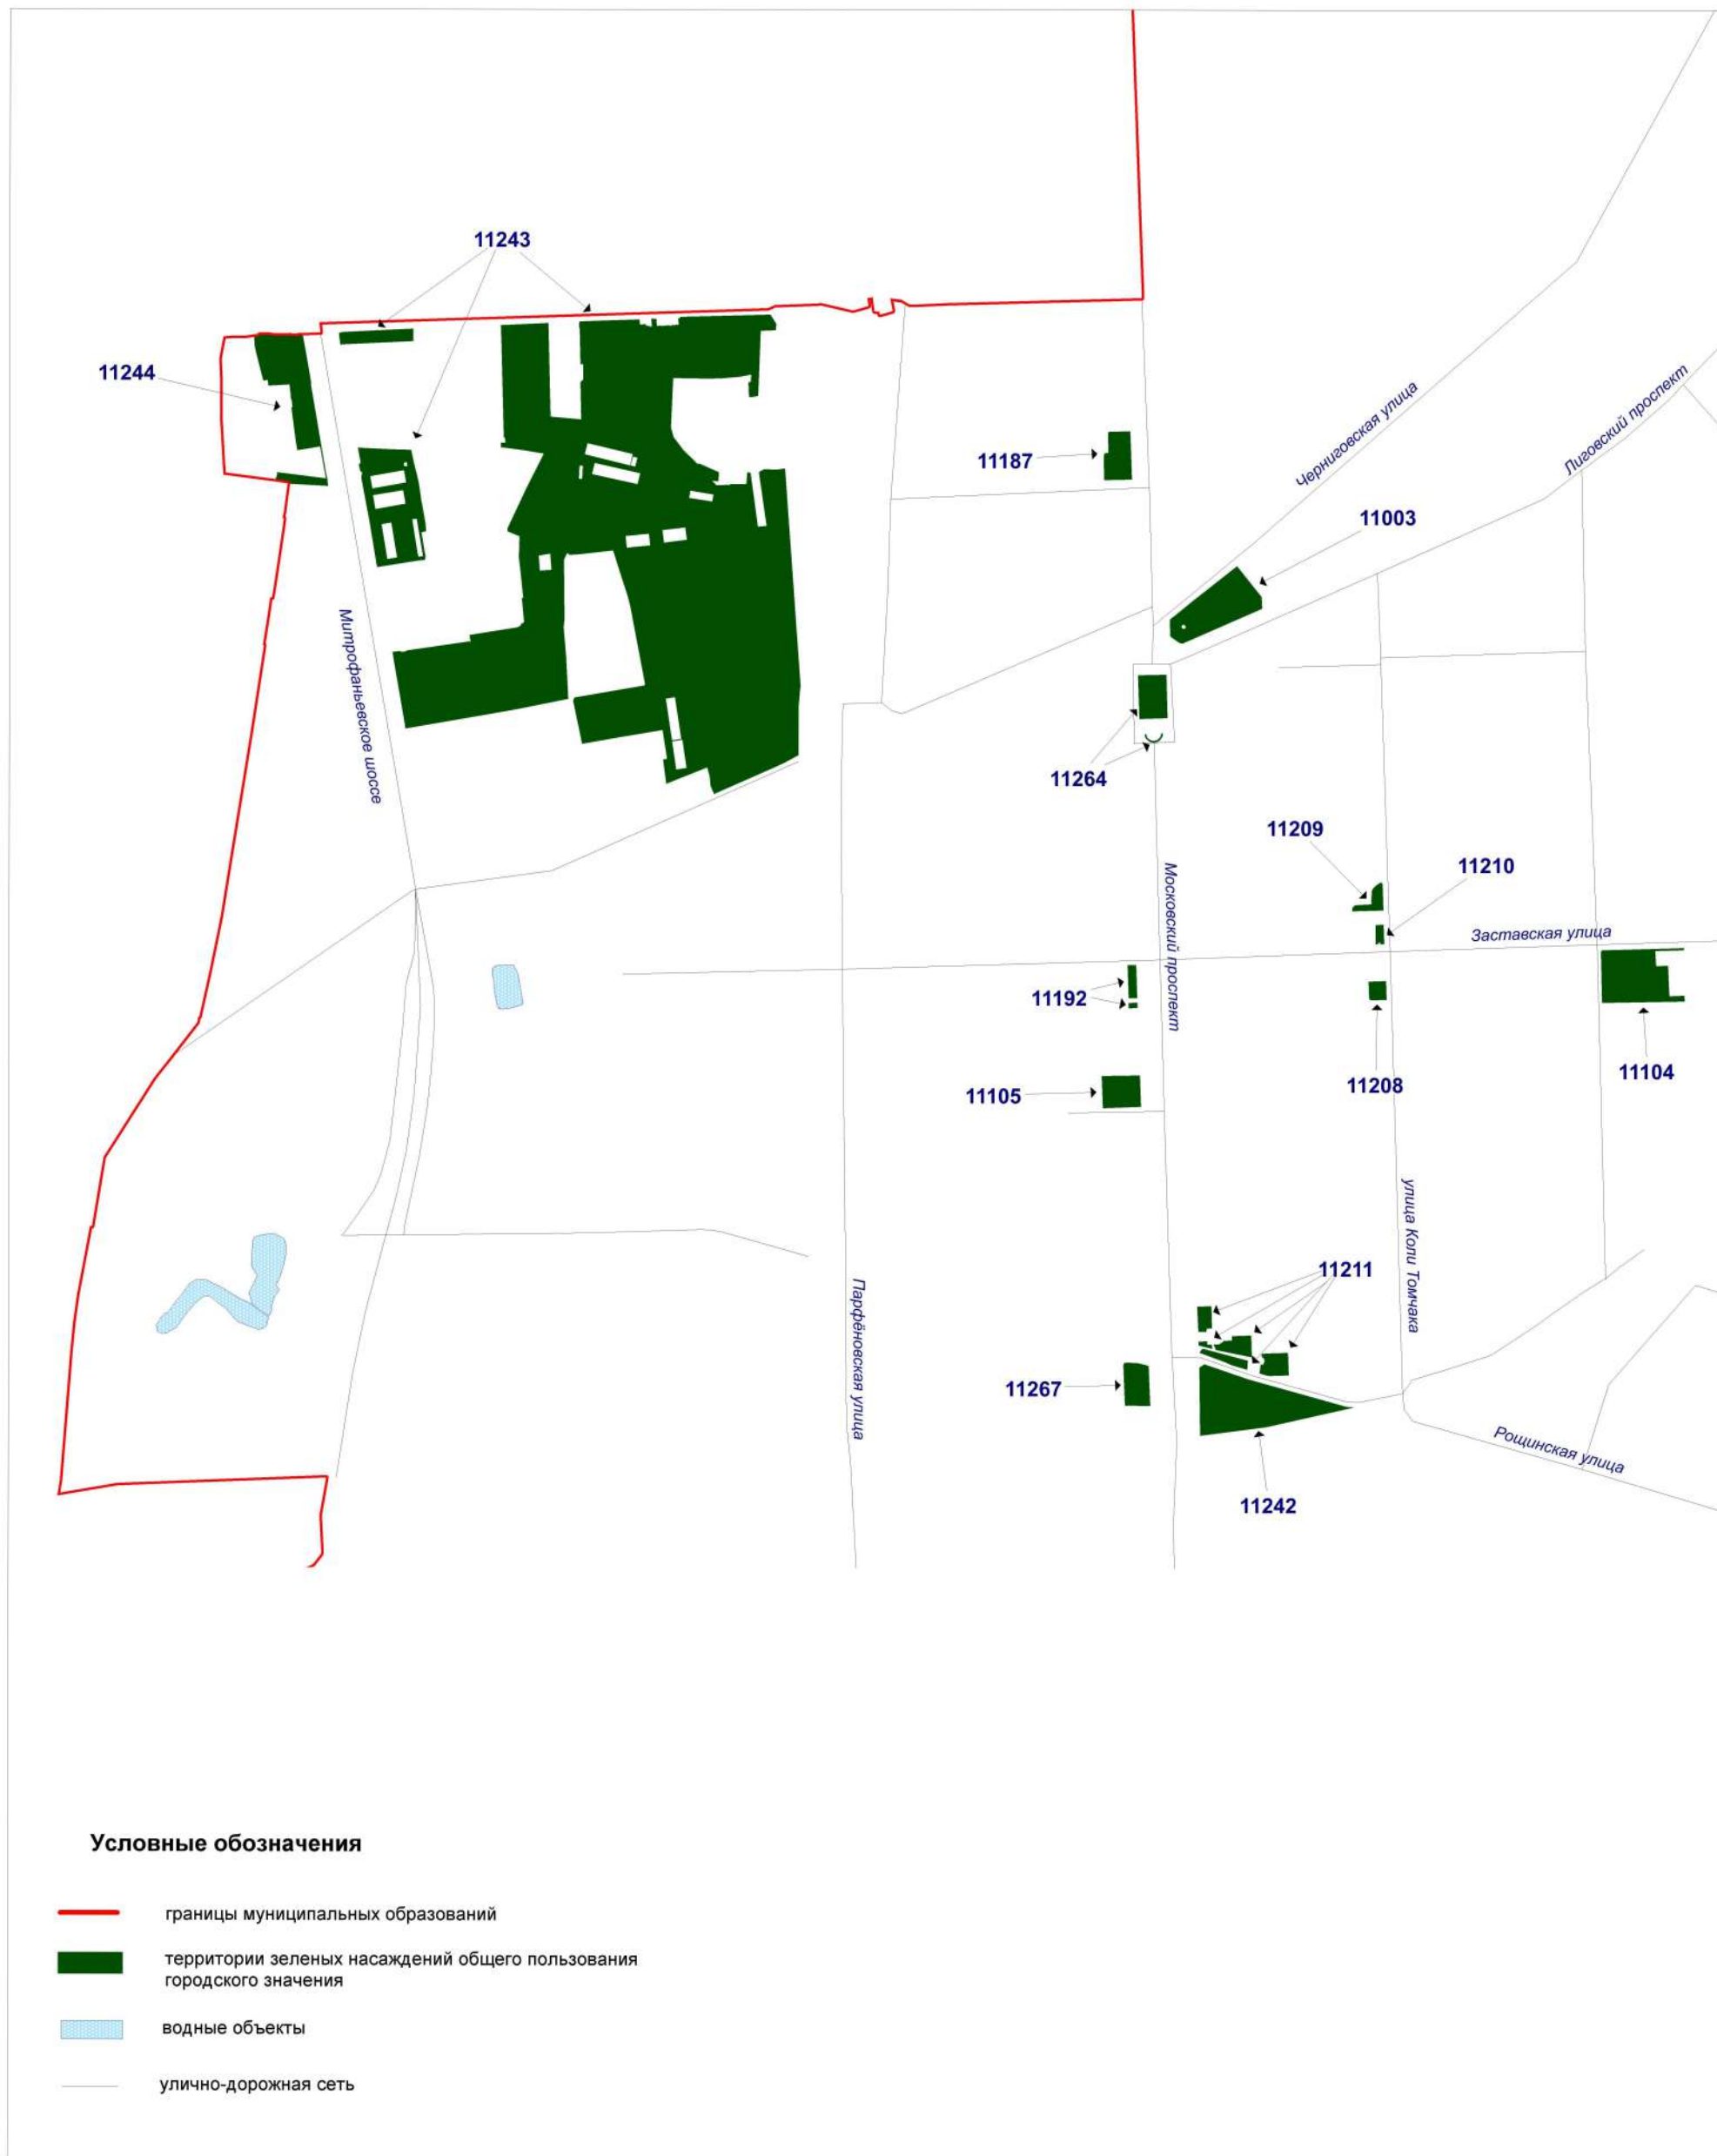 11243
11244
Черниговская улица
Лиговский проспект
11187
11003
Митрофаньевское шоссе
11264
11209
11210
Московский проспект
Заставская улица
11192
11105
11208
11104
улица Коли Томчака
11211
Парфёновская улица
11267
Рощинская улица
11242
Условные обозначения
границы муниципальных образований
территории зеленых насаждений общего пользования
городского значения
водные объекты
улично-дорожная сеть